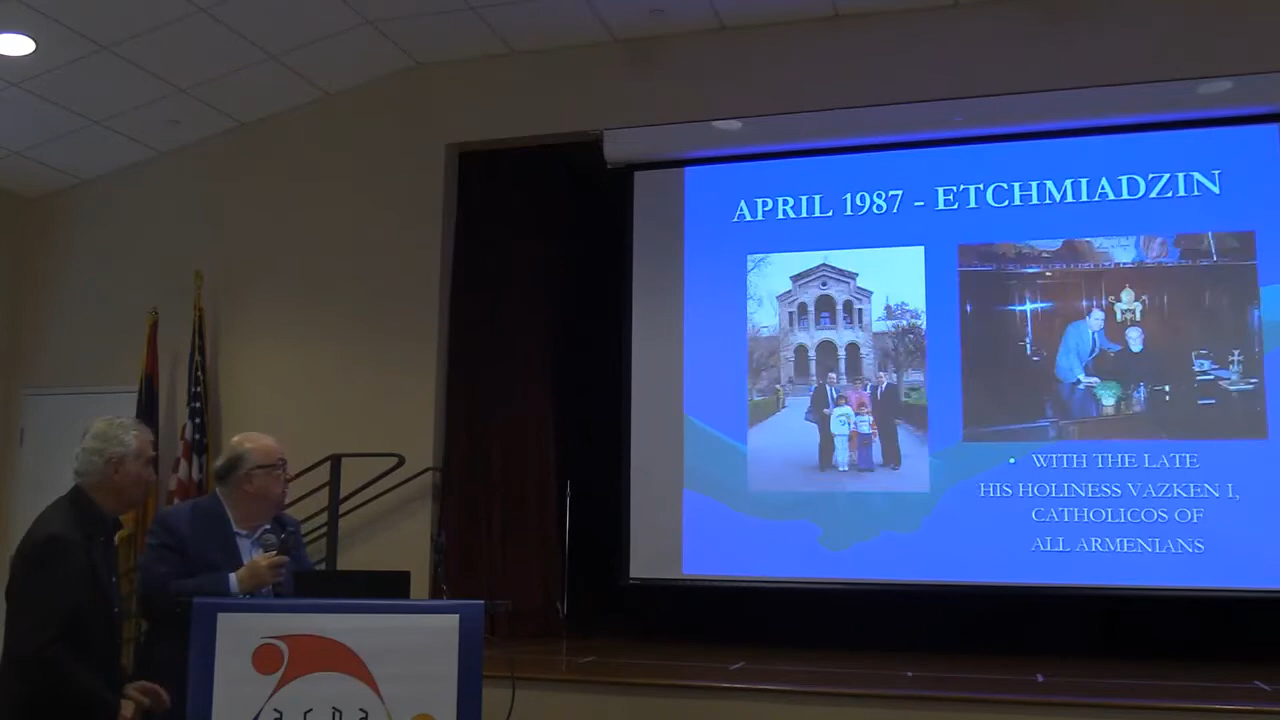 APRIL 1987 - ETCHMIADZIN
• WITH THE LATE
HIS HOLINESS VAZKEN I,
CATHOLICOS OF
ALL ARMENIANS